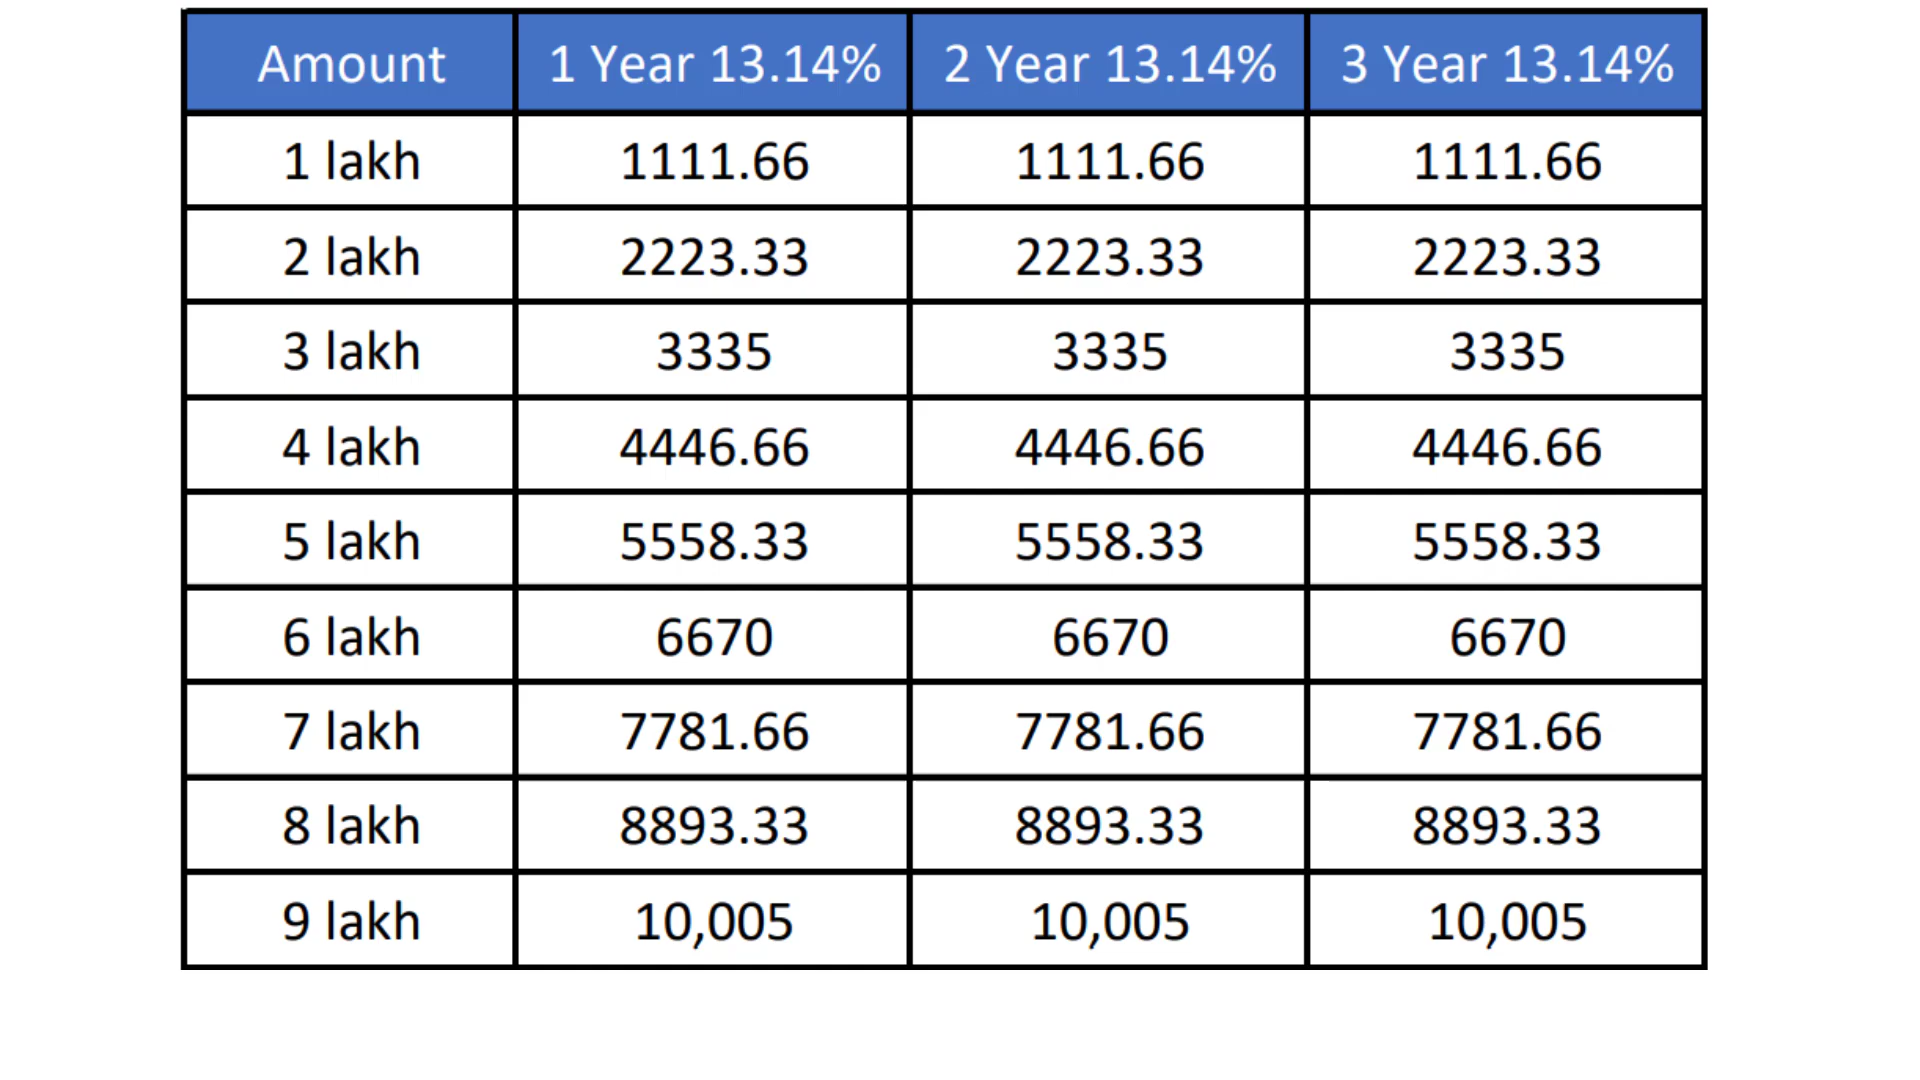 Amount 1 Year 13.14% 2 Year 13.14% 3 Year 13.14%
1 lakh 1111.66 1111.66 1111.66
2 lakh 2223.33 2223.33 2223.33
3 lakh 3335 3335 3335
4 lakh 4446.66 4446.66 4446.66
5 lakh 5558.33 5558.33 5558.33
6 lakh 6670 6670 6670
7 lakh 7781.66 7781.66 7781.66
8 lakh 8893.33 8893.33 8893.33
9 lakh 10,005 10,005 10,005